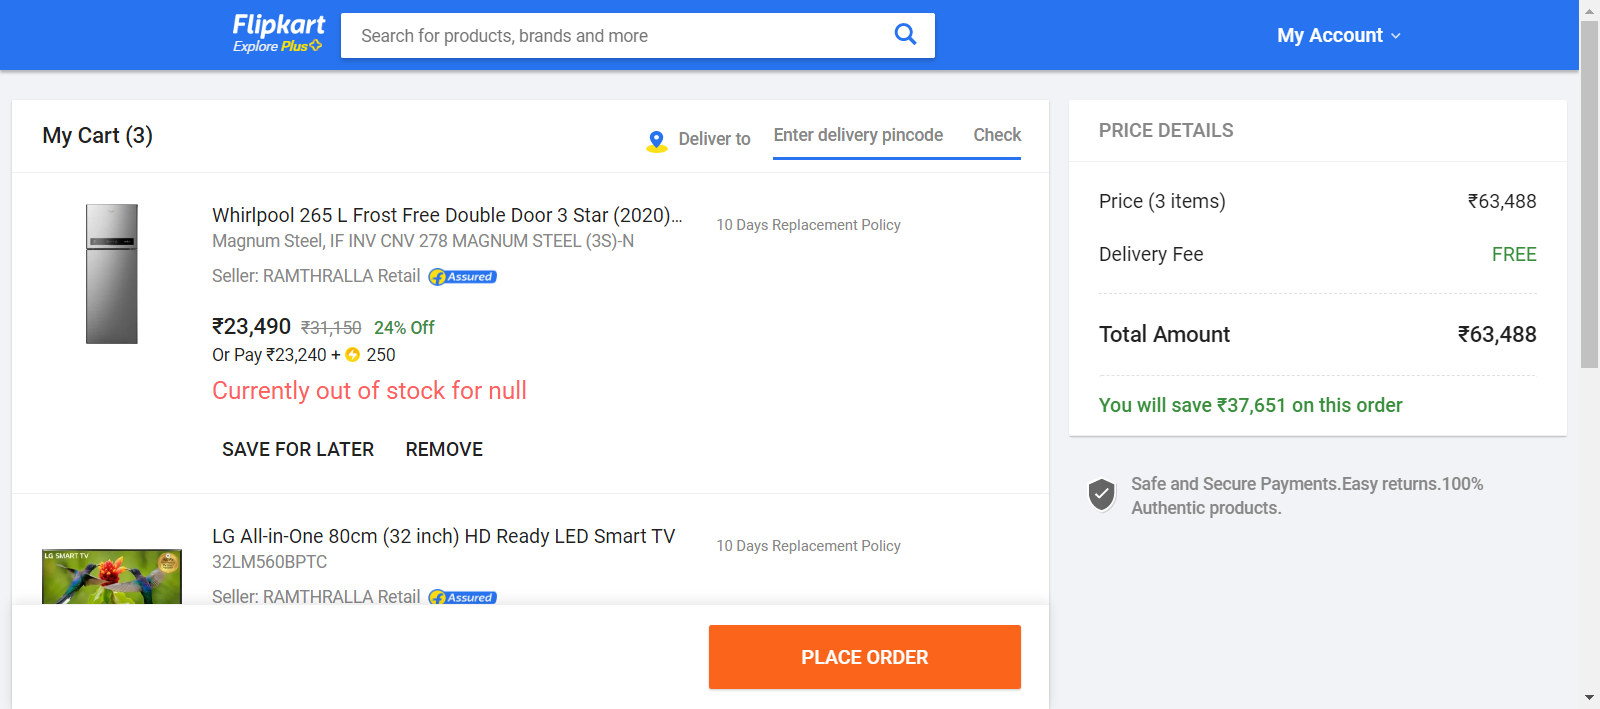 Flipkart
Explore Plus
Search for products, brands and more
My Account
My Cart (3)
Deliver to
Enter delivery pincode
Check
Whirlpool 265 L Frost Free Double Door 3 Star (2020)...
Magnum Steel, IF INV CNV 278 MAGNUM STEEL (3S)-N
Seller: RAMTHRALLA Retail
Assured
10 Days Replacement Policy
₹23,490 ₹31,150 24% Off
Or Pay ₹23,240 + 250
Currently out of stock for null
SAVE FOR LATER
REMOVE
LG SMART TV
LG All-in-One 80cm (32 inch) HD Ready LED Smart TV
32LM560BPTC
Seller: RAMTHRALLA Retail
Assured
10 Days Replacement Policy
PLACE ORDER
PRICE DETAILS
Price (3 items) ₹63,488
Delivery Fee FREE
Total Amount ₹63,488
You will save ₹37,651 on this order
Safe and Secure Payments.Easy returns.100%
Authentic products.